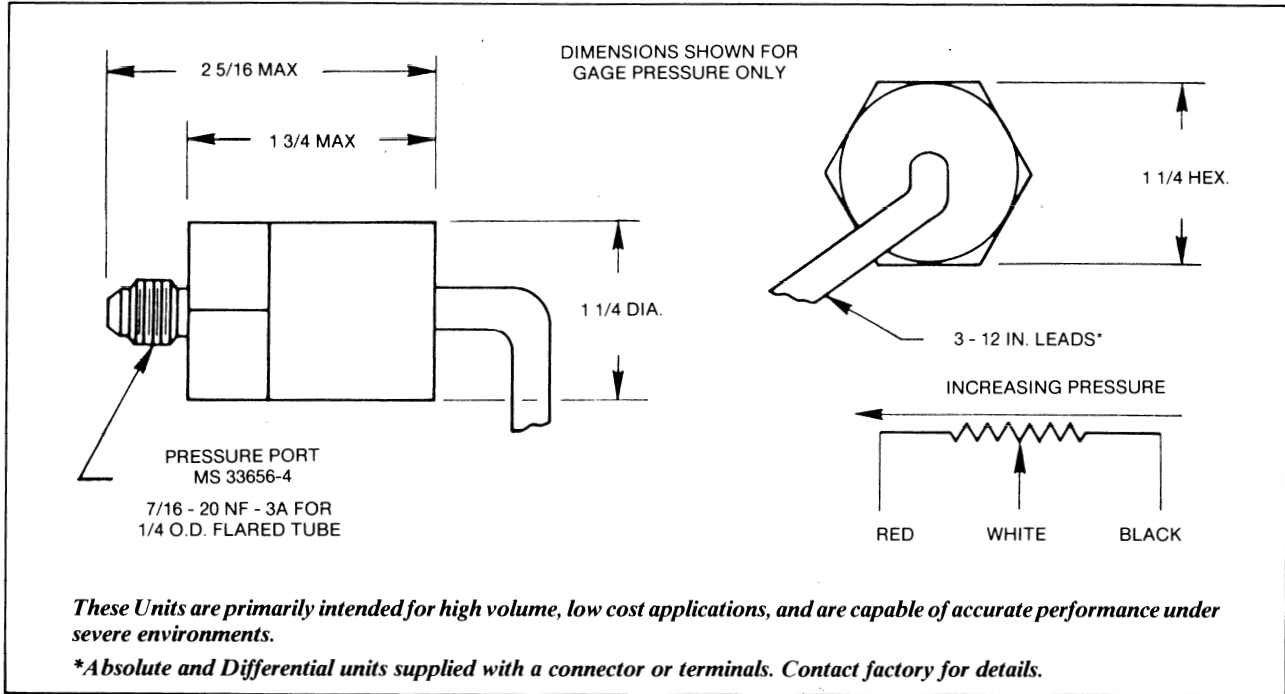 DIMENSIONS SHOWN FOR
GAGE PRESSURE ONLY
2 5/16 MAX
1 3/4 MAX
1 1/4 HEX.
1 1/4 DIA.
3 - 12 IN. LEADS*
INCREASING PRESSURE
PRESSURE PORT
MS 33656-4
7/16 - 20 NF - 3A FOR
1/4 O.D. FLARED TUBE
RED WHITE BLACK
These Units are primarily intended for high volume, low cost applications, and are capable of accurate performance under
severe environments.
*Absolute and Differential units supplied with a connector or terminals. Contact factory for details.